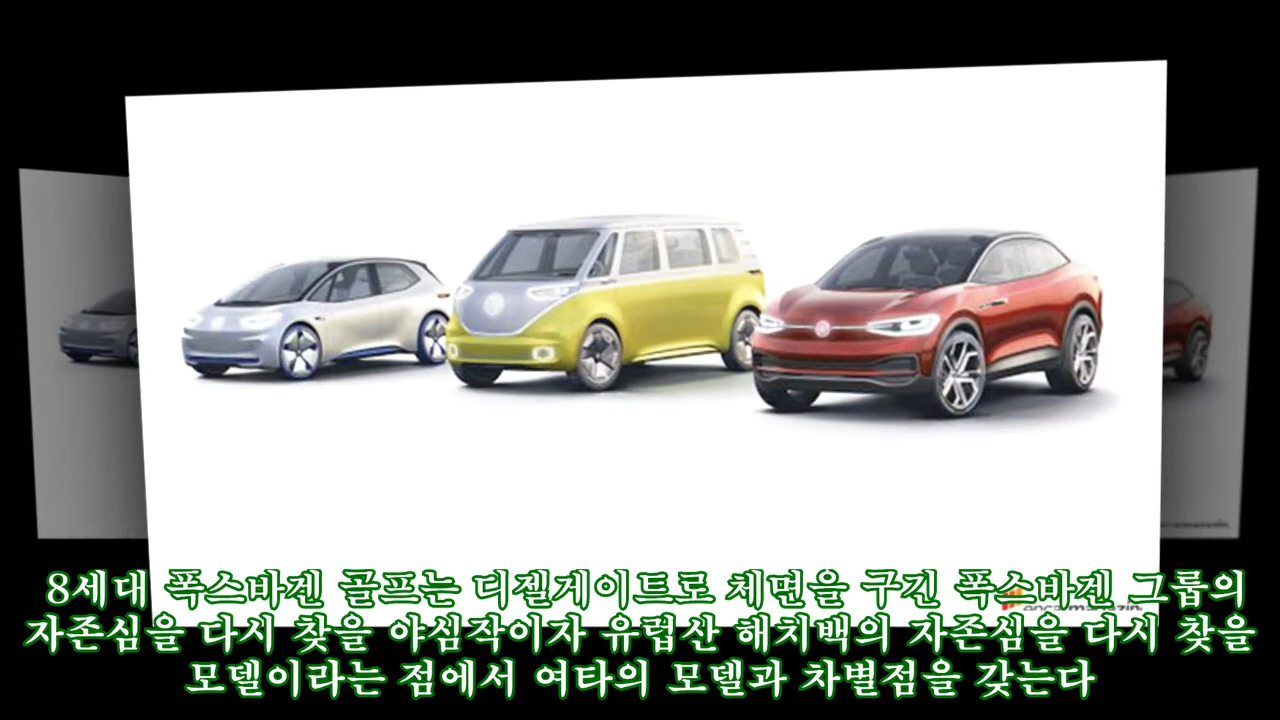 8세대 폭스바겐 골프는 디젤게이트로 체면을 구긴 폭스바겐 그룹의
자존심을 다시 찾을 야심작이자 유럽산 해치백의 자존심을 다시 찾을
모델이라는 점에서 여타의 모델과 차별점을 갖는다